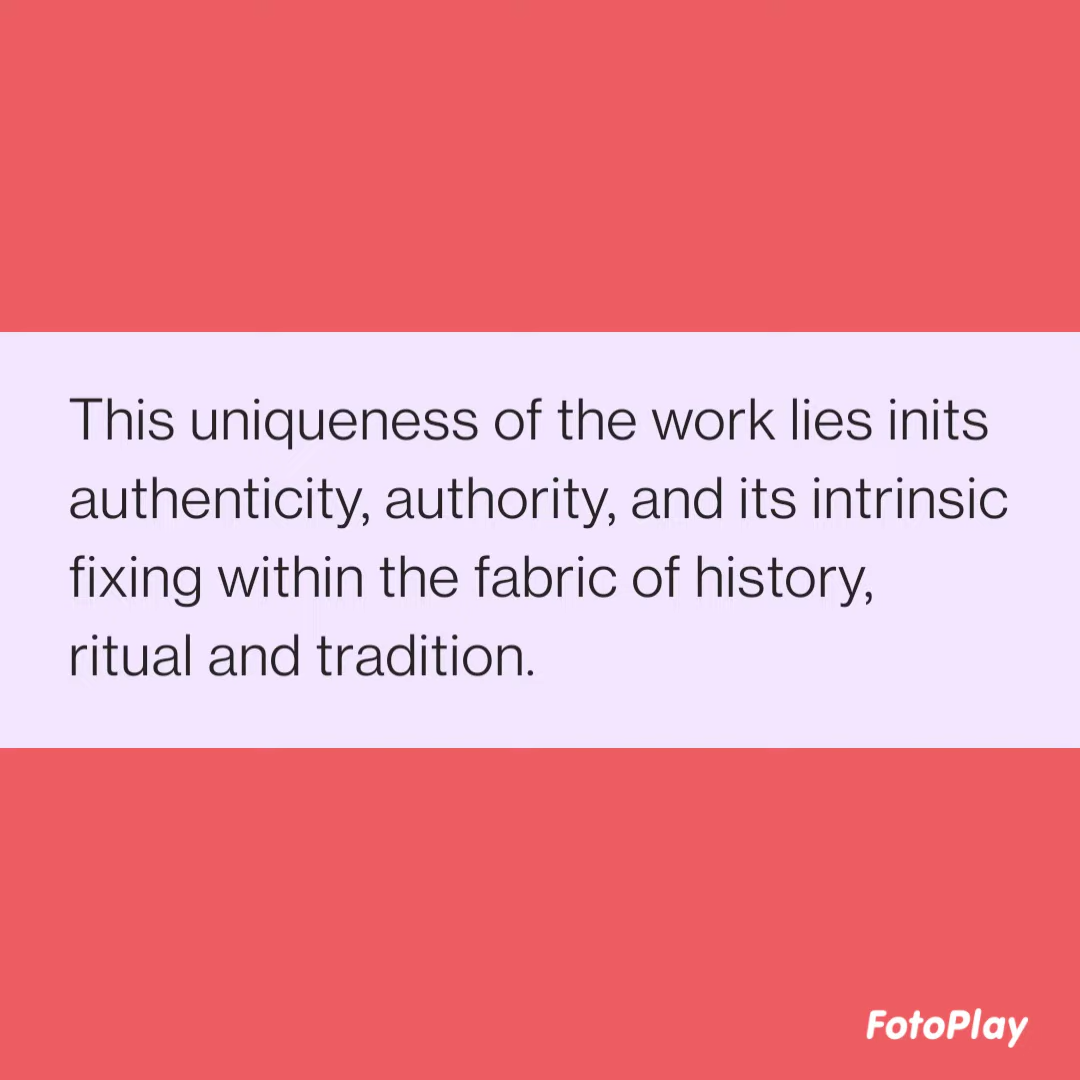 This uniqueness of the work lies inits
authenticity, authority, and its intrinsic
fixing within the fabric of history,
ritual and tradition.
FotoPlay